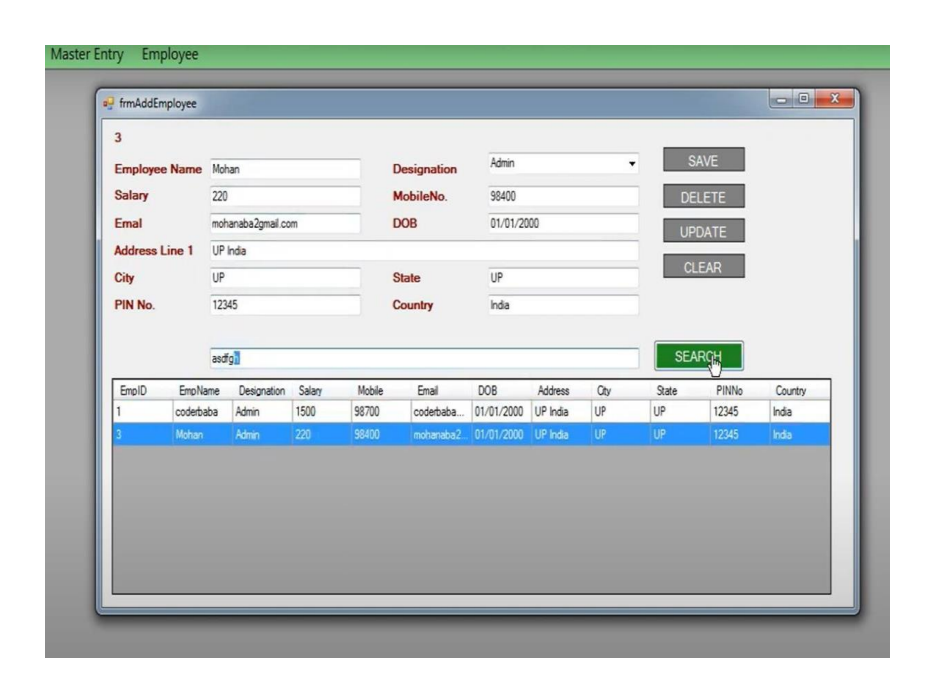 Master Entry Employee
frmAddEmployee
3
Employee Name Mohan Designation Admin SAVE
Salary 220 MobileNo. 98400 DELETE
Emal mohanaba2gmail.com DOB 01/01/2000 UPDATE
Address Line 1 UP India
City UP State UP CLEAR
PIN No. 12345 Country India
asdfgh SEARCH
EmpID EmpName Designation Salary Mobile Email DOB Address City State PINNo Country
1 coderbaba Admin 1500 98700 coderbaba... 01/01/2000 UP India UP UP 12345 India
3 Mohan Admin 220 98400 mohanaba2... 01/01/2000 UP India UP UP 12345 India